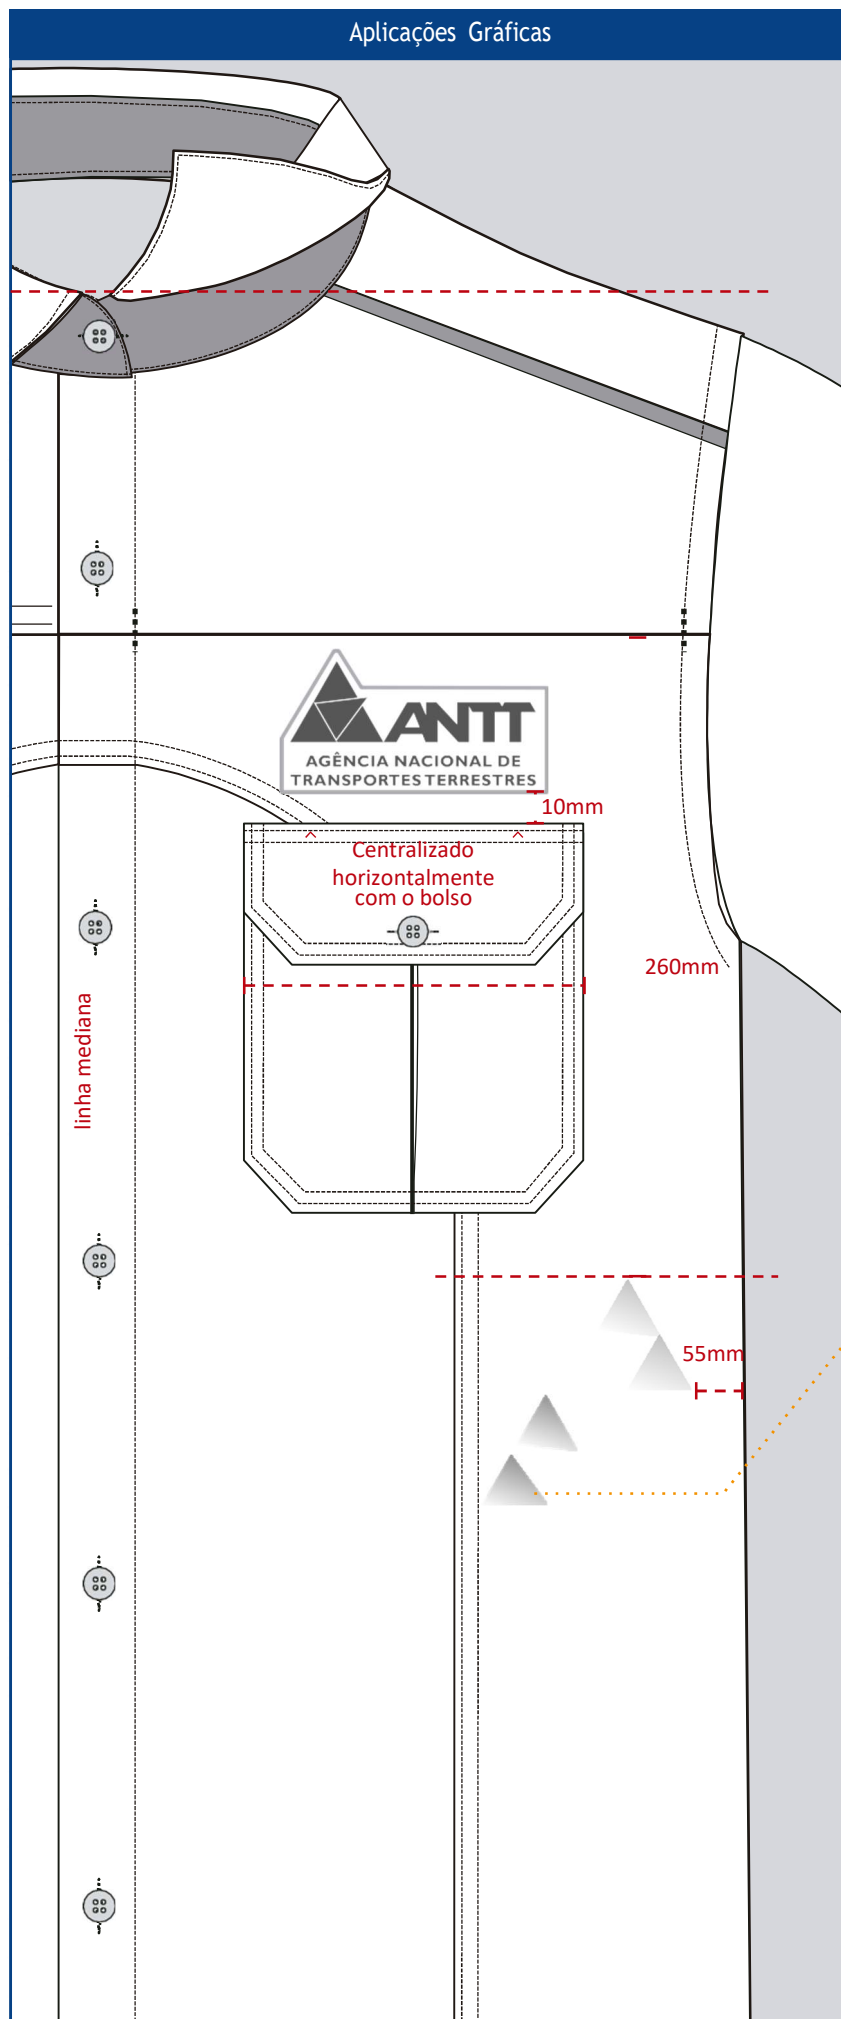 Aplicações Gráficas
ANTT
AGÊNCIA NACIONAL DE
TRANSPORTES TERRESTRES
10mm
Centralizado
horizontalmente
com o bolso
260mm
linha mediana
55mm